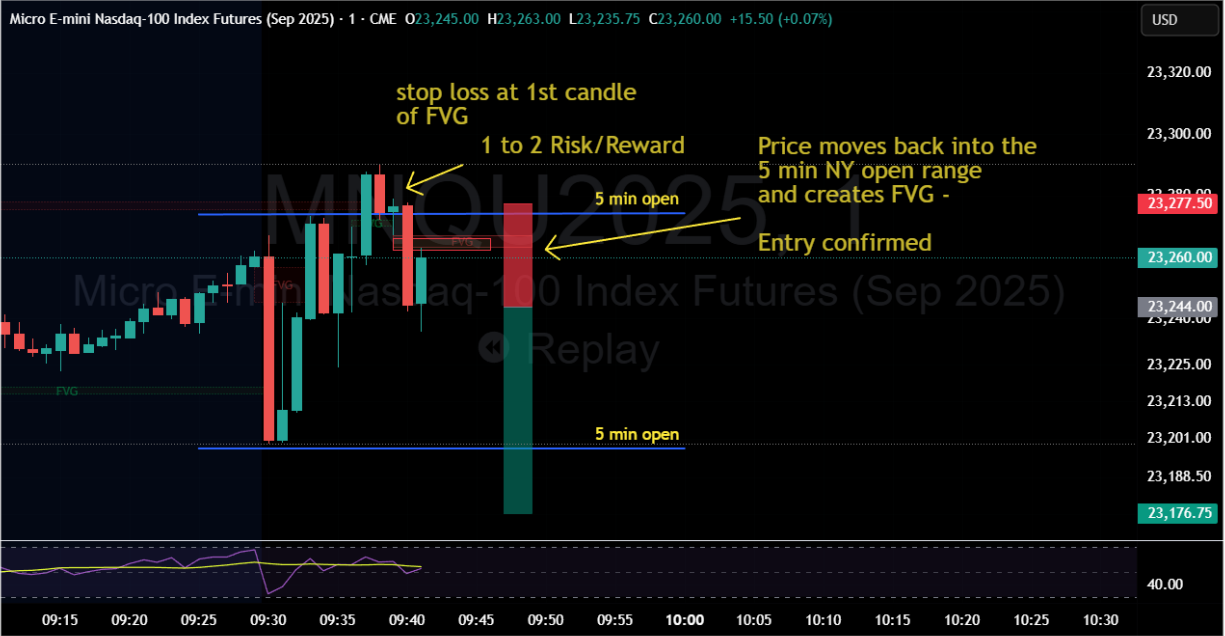 Micro E-mini Nasdaq-100 Index Futures (Sep 2025) · 1 · CME O23,245.00 H23,263.00 L23,235.75 C23,260.00 +15.50 (+0.07%)
USD
stop loss at 1st candle
of FVG
1 to 2 Risk/Reward
Price moves back into the
5 min NY open range
and creates FVG -
Entry confirmed
5 min open
5 min open
FVG
FVG
FVG
FVG
MNQU2025, 1
Micro E-mini Nasdaq-100 Index Futures (Sep 2025)
Replay
23,320.00
23,300.00
23,280.00
23,277.50
23,260.00
23,244.00
23,240.00
23,225.00
23,213.00
23,201.00
23,188.50
23,176.75
40.00
09:15 09:20 09:25 09:30 09:35 09:40 09:45 09:50 09:55 10:00 10:05 10:10 10:15 10:20 10:25 10:30